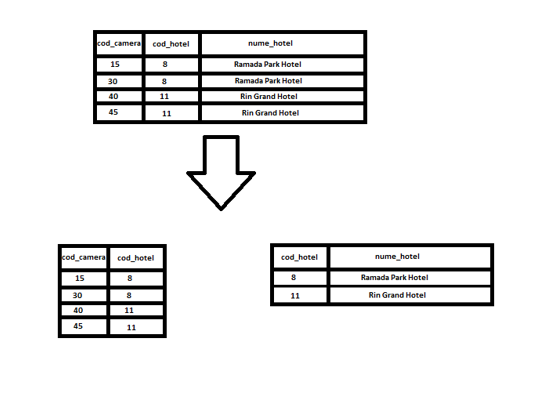 cod_camera cod_hotel nume_hotel
15 8 Ramada Park Hotel
30 8 Ramada Park Hotel
40 11 Rin Grand Hotel
45 11 Rin Grand Hotel
cod_camera cod_hotel
15 8
30 8
40 11
45 11
cod_hotel nume_hotel
8 Ramada Park Hotel
11 Rin Grand Hotel